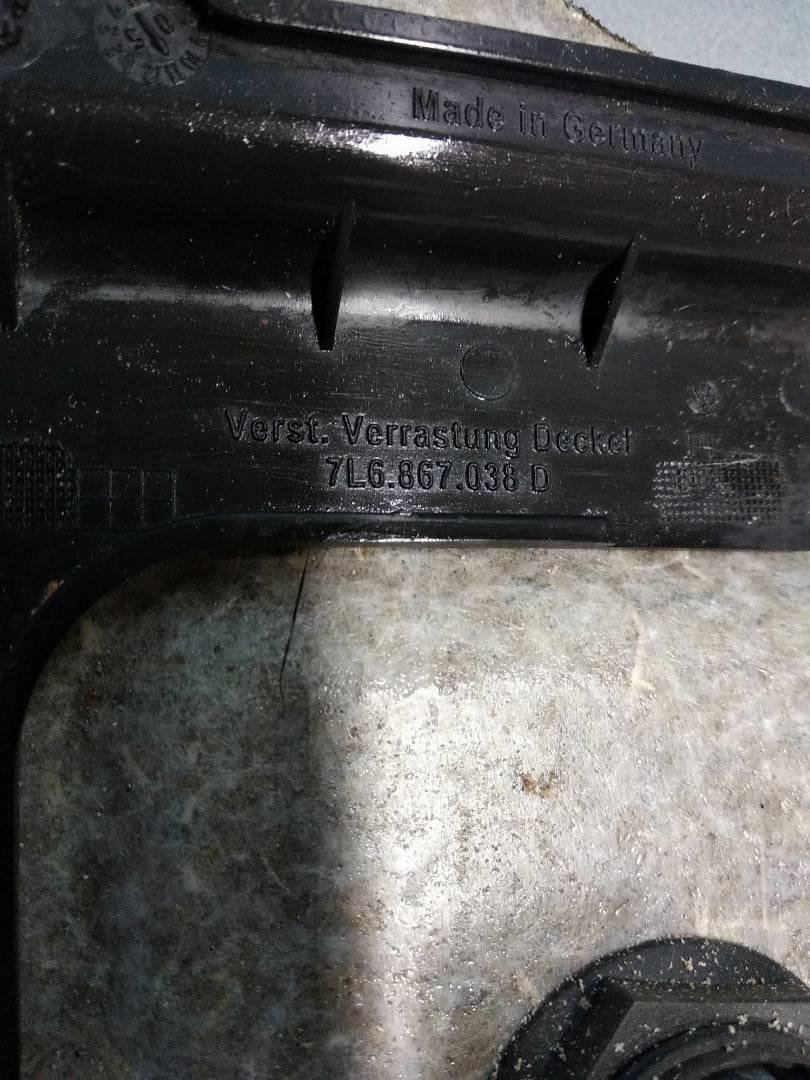 Made in Germany
Verst. Verrastung Deckel
7L6.867.038 D